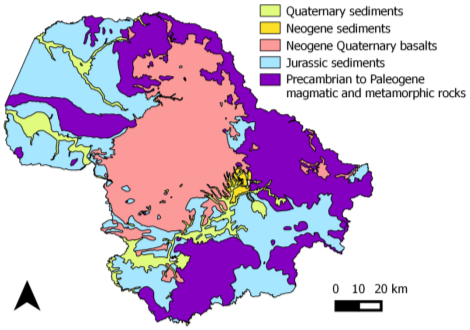 Quaternary sediments
Neogene sediments
Neogene Quaternary basalts
Jurassic sediments
Precambrian to Paleogene
magmatic and metamorphic rocks
0 10 20 km